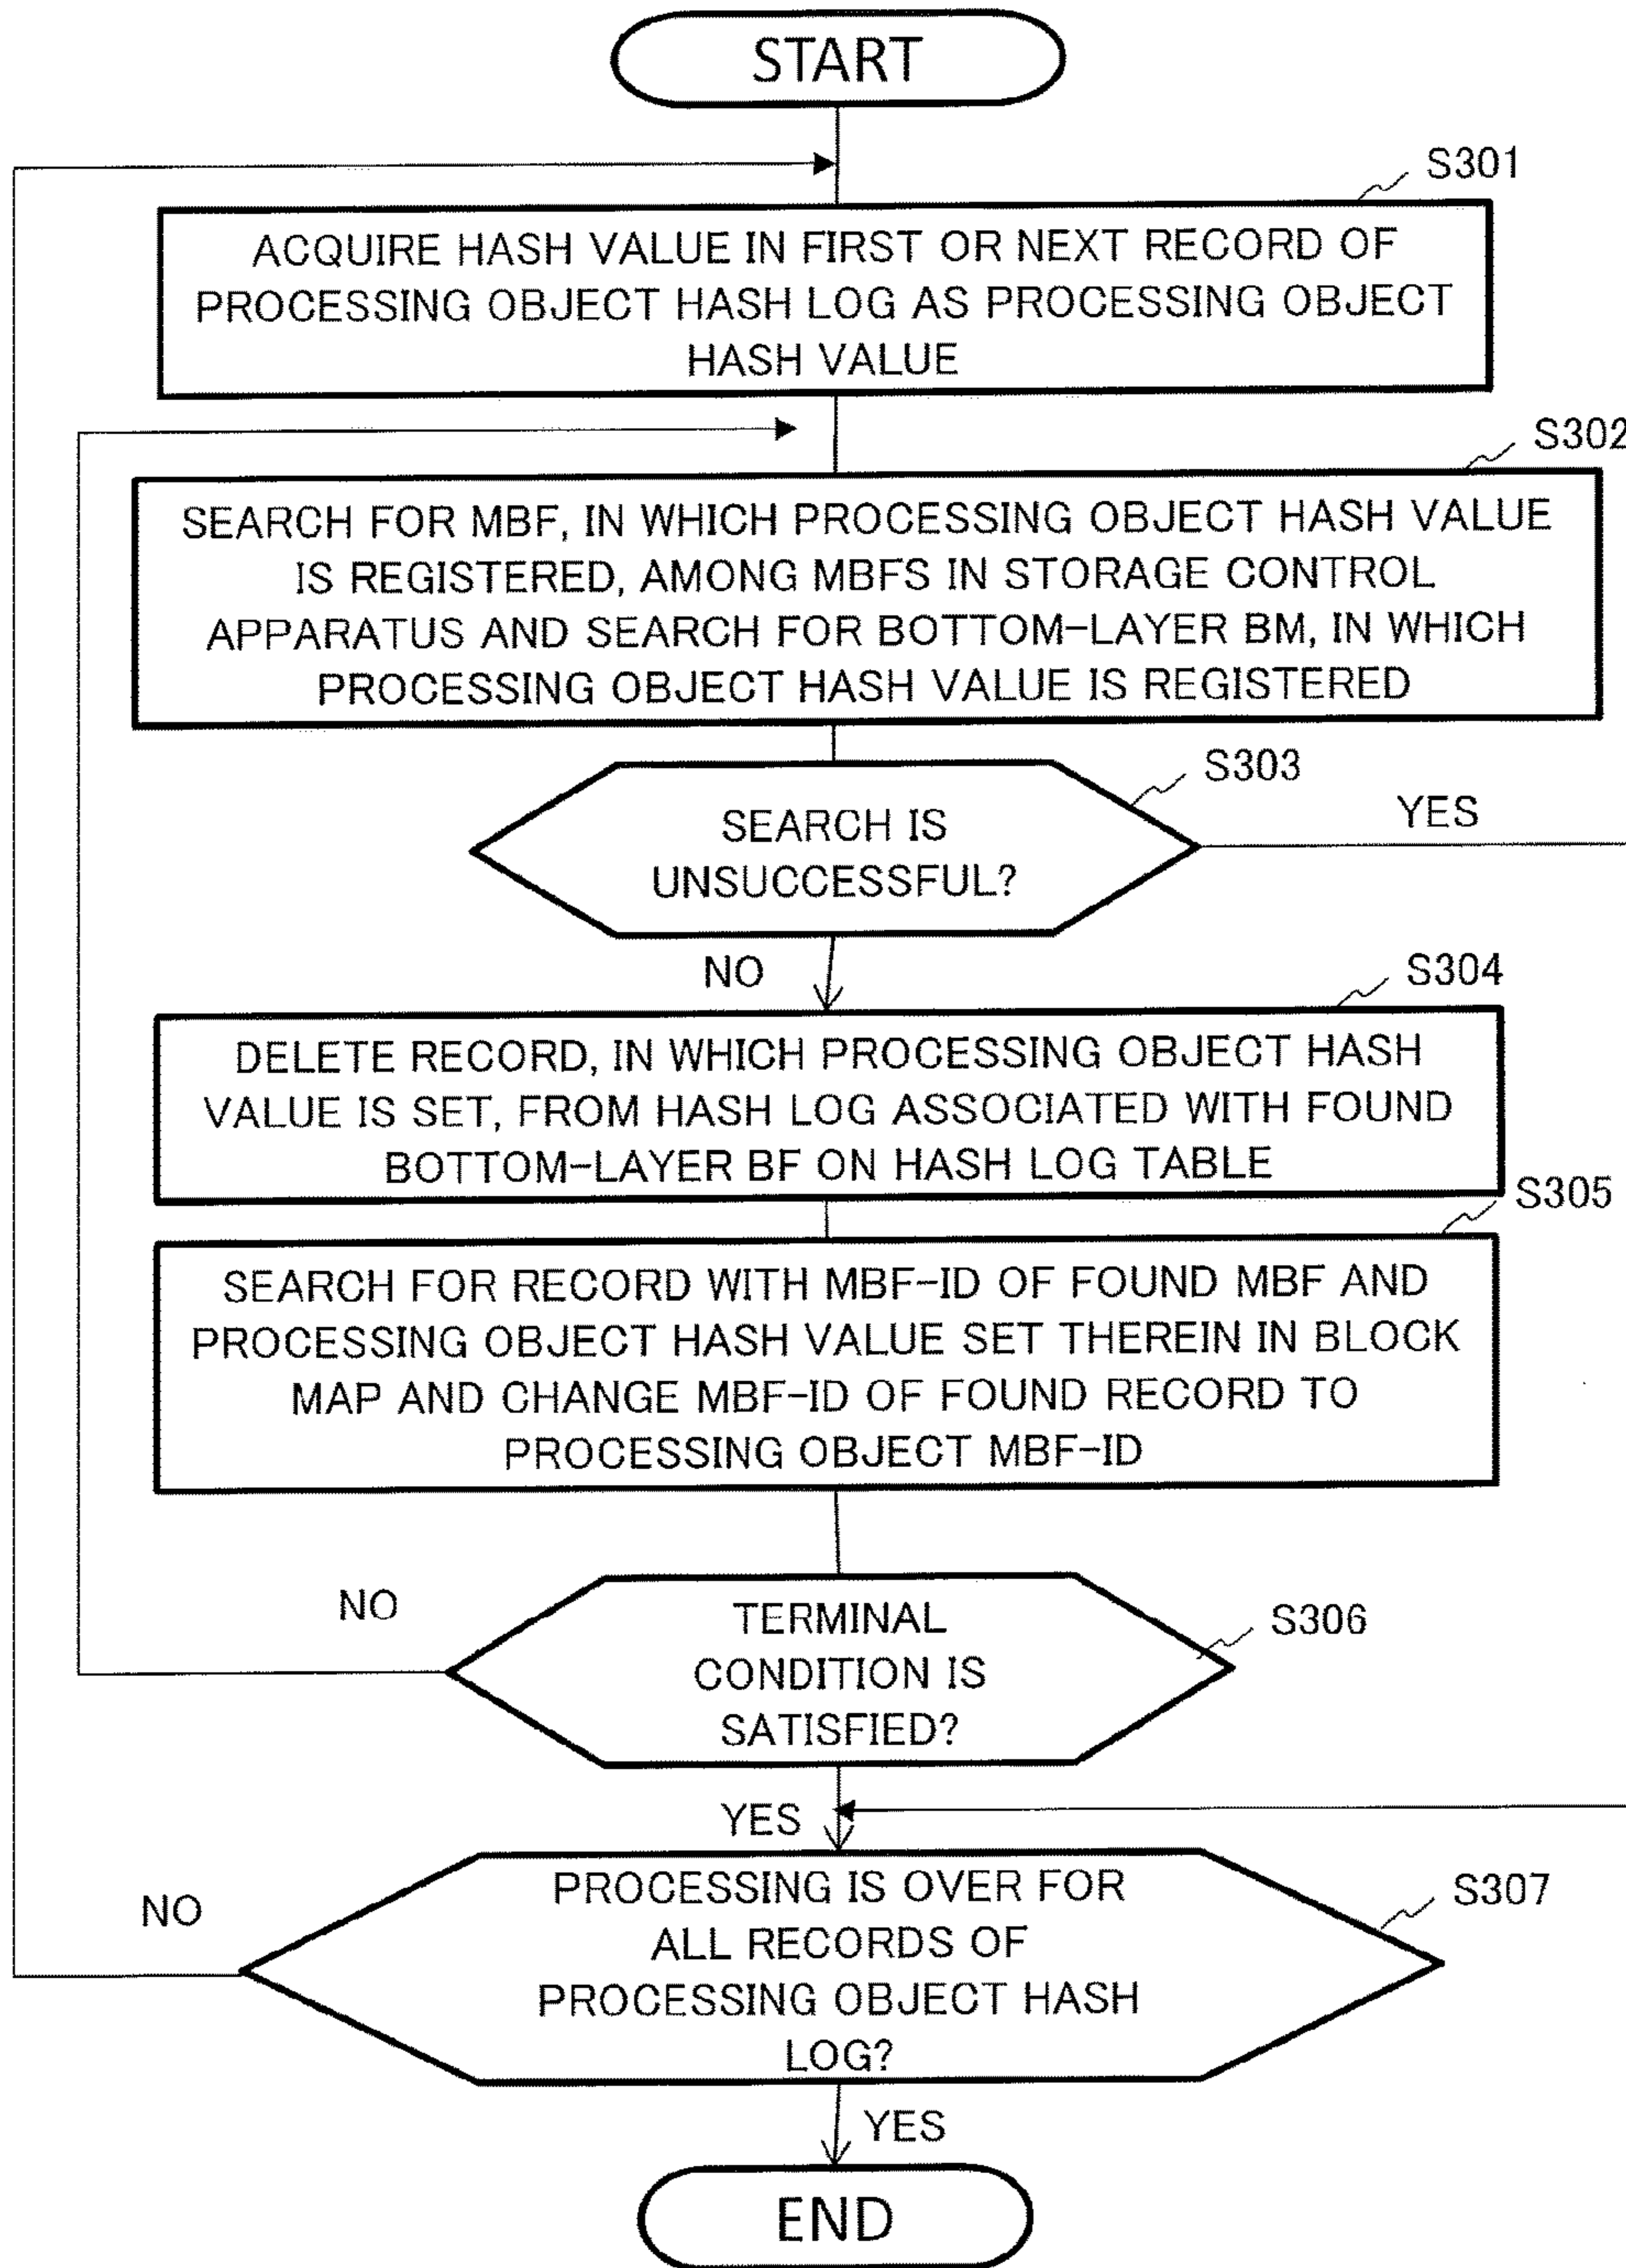 START
S301
ACQUIRE HASH VALUE IN FIRST OR NEXT RECORD OF
PROCESSING OBJECT HASH LOG AS PROCESSING OBJECT
HASH VALUE
S302
SEARCH FOR MBF, IN WHICH PROCESSING OBJECT HASH VALUE
IS REGISTERED, AMONG MBFS IN STORAGE CONTROL
APPARATUS AND SEARCH FOR BOTTOM-LAYER BM, IN WHICH
PROCESSING OBJECT HASH VALUE IS REGISTERED
S303
SEARCH IS
UNSUCCESSFUL?
YES
NO
S304
DELETE RECORD, IN WHICH PROCESSING OBJECT HASH
VALUE IS SET, FROM HASH LOG ASSOCIATED WITH FOUND
BOTTOM-LAYER BF ON HASH LOG TABLE
S305
SEARCH FOR RECORD WITH MBF-ID OF FOUND MBF AND
PROCESSING OBJECT HASH VALUE SET THEREIN IN BLOCK
MAP AND CHANGE MBF-ID OF FOUND RECORD TO
PROCESSING OBJECT MBF-ID
NO
TERMINAL
CONDITION IS
SATISFIED?
S306
YES
NO
PROCESSING IS OVER FOR
ALL RECORDS OF
PROCESSING OBJECT HASH
LOG?
S307
YES
END